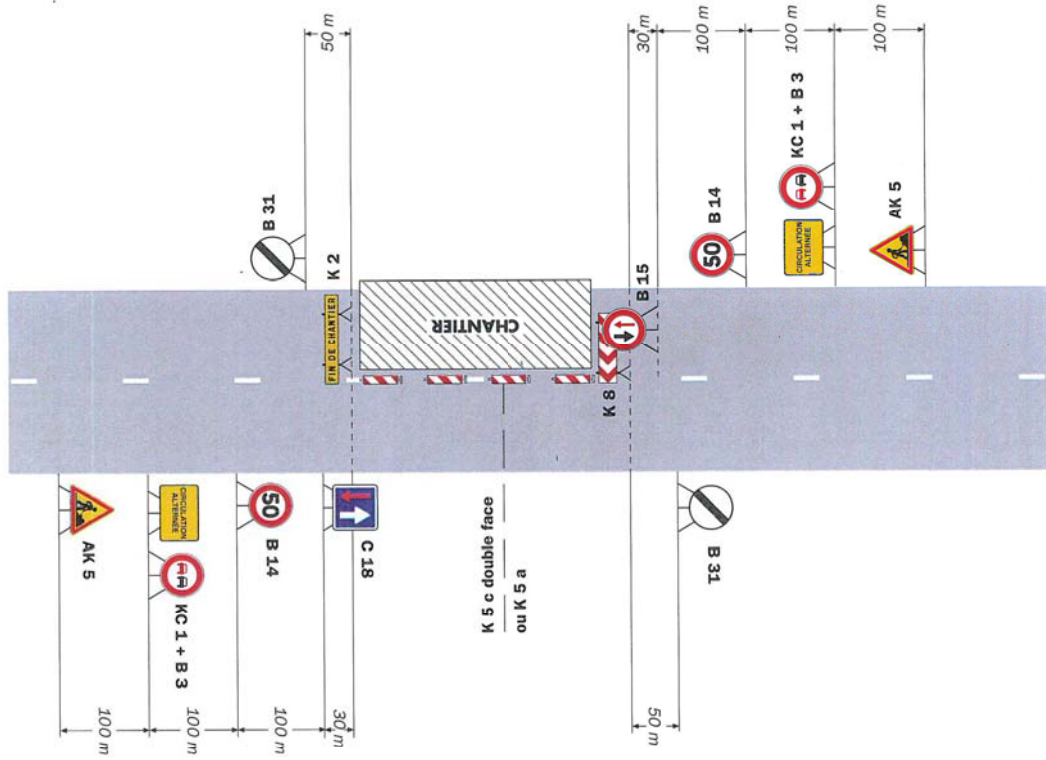 50 m
30 m
100 m
100 m
100 m
B 31
K 2
FIN DE CHANTIER
CHANTIER
K 8
B 15
B 14
50
KC 1 + B 3
CIRCULATION
ALTERNÉE
AK 5
AK 5
CIRCULATION
ALTERNÉE
KC 1 + B 3
50
B 14
C 18
K 5 c double face
ou K 5 a
B 31
100 m
100 m
100 m
30 m
50 m